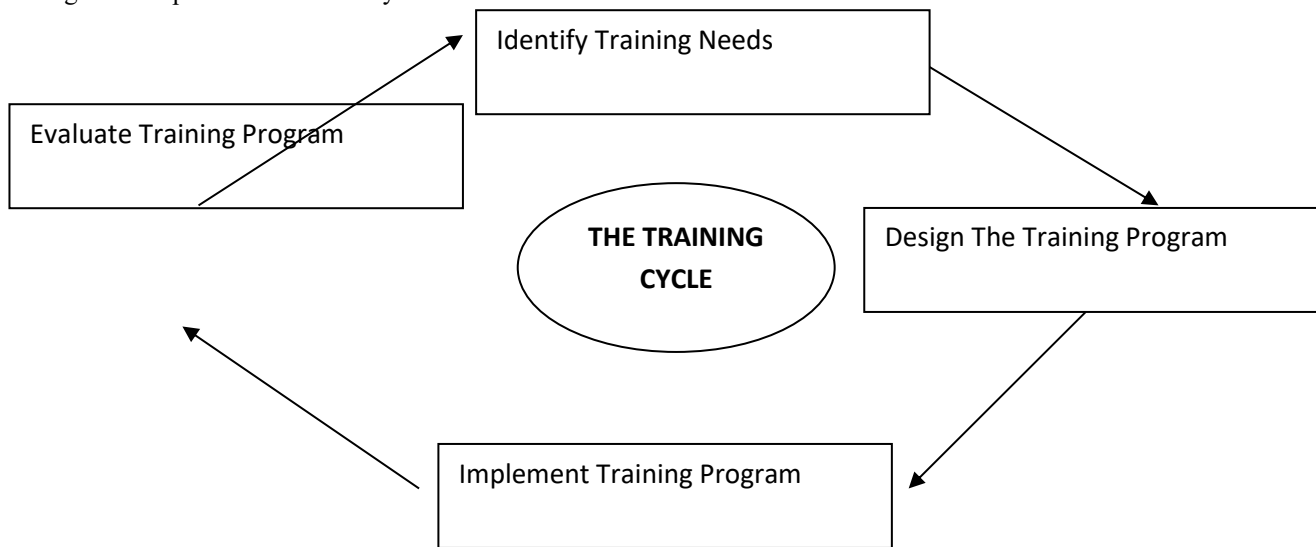 Identify Training Needs
Evaluate Training Program
THE TRAINING
CYCLE
Design The Training Program
Implement Training Program